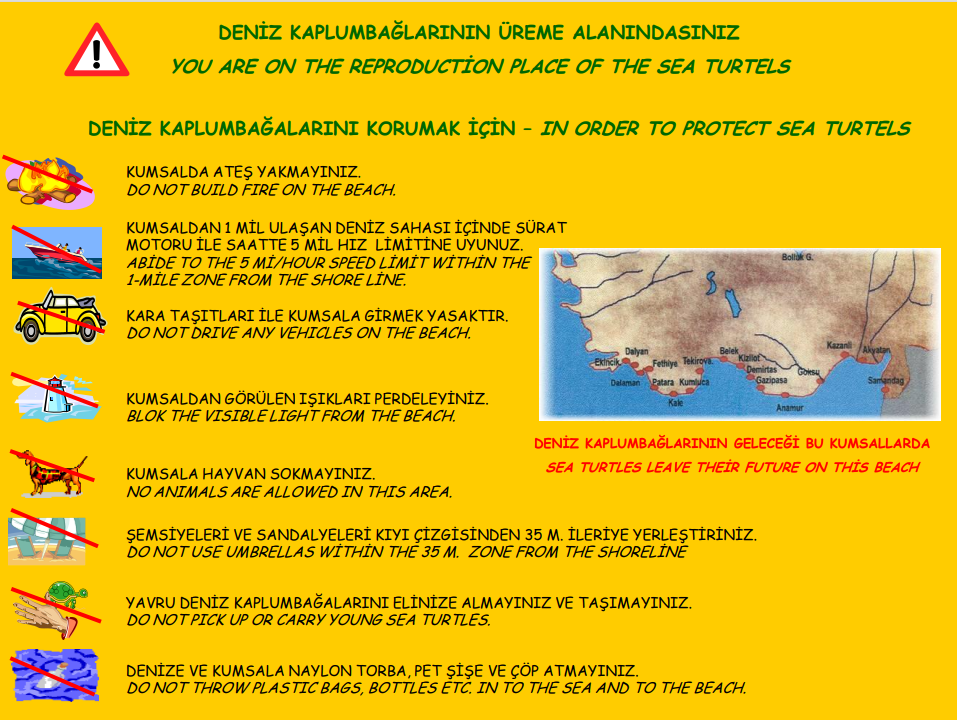 DENİZ KAPLUMBAĞLARININ ÜREME ALANINDASINIZ
YOU ARE ON THE REPRODUCTİON PLACE OF THE SEA TURTELS
DENİZ KAPLUMBAĞALARINI KORUMAK İÇİN – IN ORDER TO PROTECT SEA TURTELS
KUMSALDA ATEŞ YAKMAYINIZ.
DO NOT BUILD FIRE ON THE BEACH.
KUMSALDAN 1 MİL ULAŞAN DENİZ SAHASI İÇİNDE SÜRAT
MOTORU İLE SAATTE 5 MİL HIZ LİMİTİNE UYUNUZ.
ABİDE TO THE 5 Mİ/HOUR SPEED LİMİT WİTHİN THE
1-MİLE ZONE FROM THE SHORE LİNE.
KARA TAŞITLARI İLE KUMSALA GİRMEK YASAKTIR.
DO NOT DRIVE ANY VEHICLES ON THE BEACH.
KUMSALDAN GÖRÜLEN IŞIKLARI PERDELEYİNİZ.
BLOK THE VISIBLE LIGHT FROM THE BEACH.
KUMSALA HAYVAN SOKMAYINIZ.
NO ANIMALS ARE ALLOWED IN THIS AREA.
ŞEMSİYELERİ VE SANDALYELERİ KIYI ÇİZGİSİNDEN 35 M. İLERİYE YERLEŞTİRİNİZ.
DO NOT USE UMBRELLAS WİTHİN THE 35 M. ZONE FROM THE SHORELİNE
YAVRU DENİZ KAPLUMBAĞALARINI ELİNİZE ALMAYINIZ VE TAŞIMAYINIZ.
DO NOT PICK UP OR CARRY YOUNG SEA TURTLES.
DENİZE VE KUMSALA NAYLON TORBA, PET ŞİŞE VE ÇÖP ATMAYINIZ.
DO NOT THROW PLASTIC BAGS, BOTTLES ETC. IN TO THE SEA AND TO THE BEACH.
Bolluk G.
Ekincik
Dalyan
Dalaman
Fethiye
Patara
Kale
Kumluca
Tekirova
Belek
Kizilot
Demirtas
Gazipasa
Anamur
Goksu
Kazanli
Akyatan
Samandag
DENİZ KAPLUMBAĞLARININ GELECEĞİ BU KUMSALLARDA
SEA TURTLES LEAVE THEİR FUTURE ON THİS BEACH